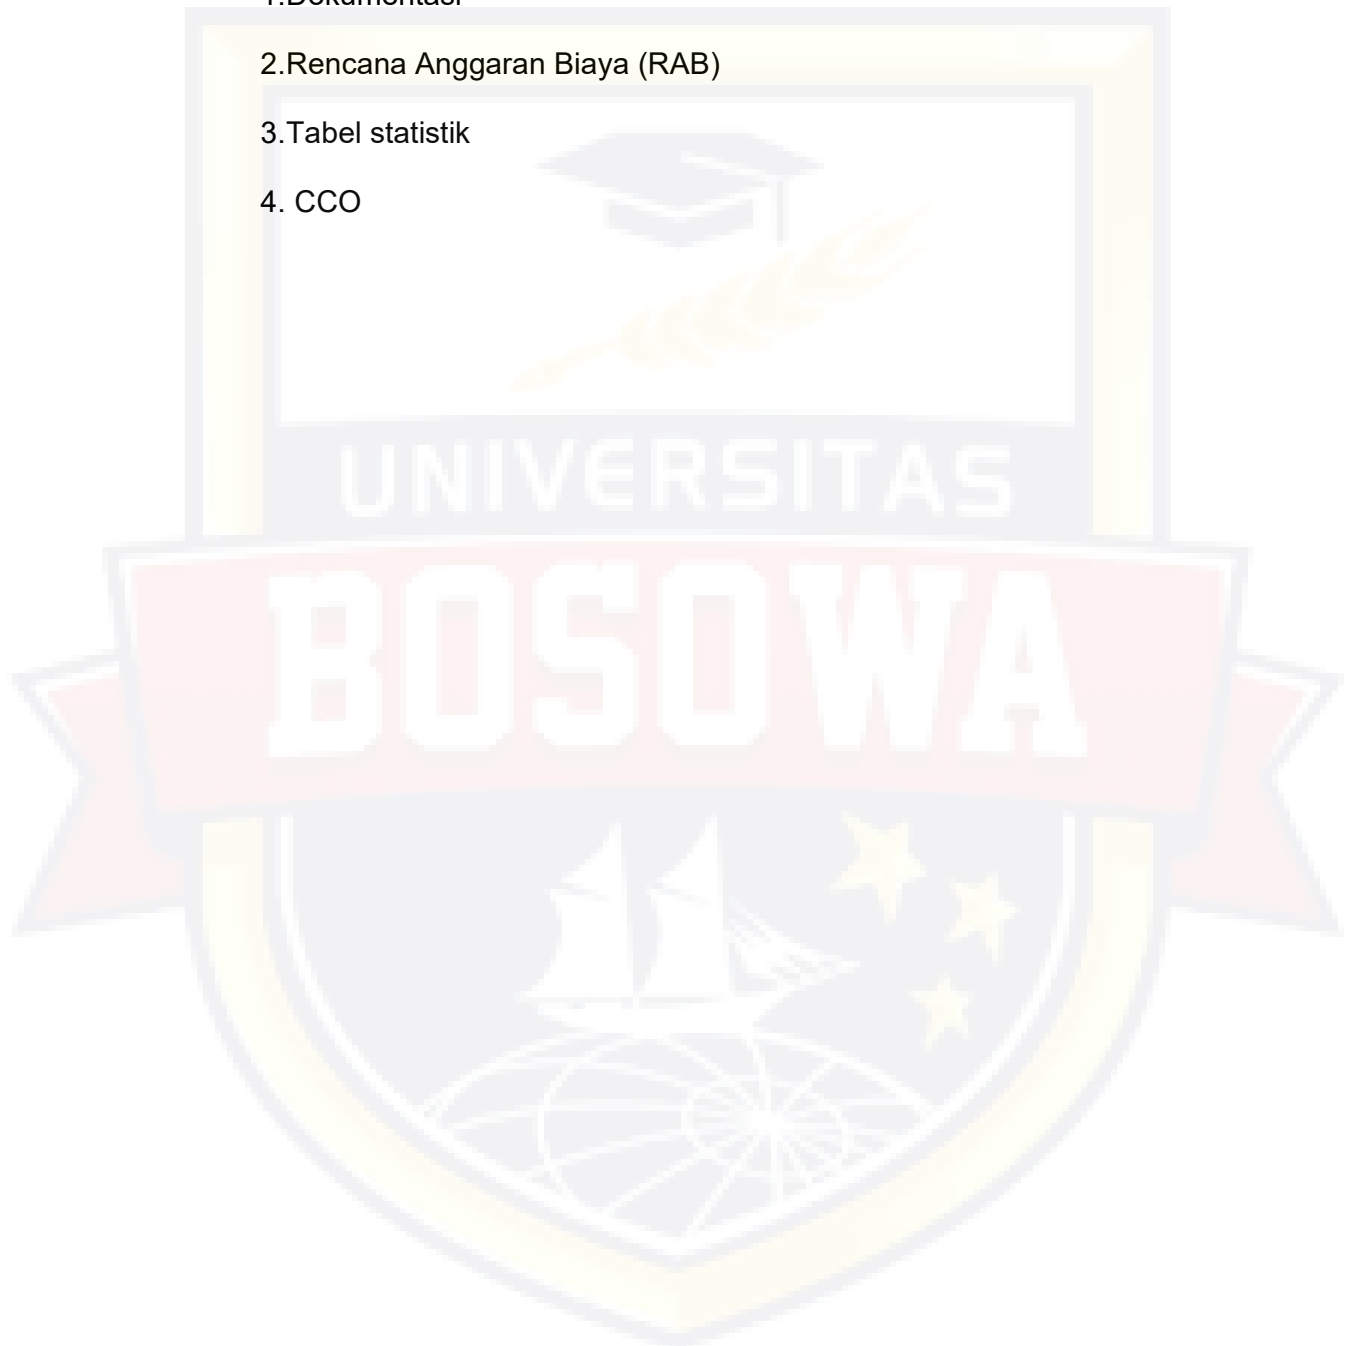 1.Dokumentasi
2.Rencana Anggaran Biaya (RAB)
3.Tabel statistik
4. CCO
UNIVERSITAS
BOSOWA